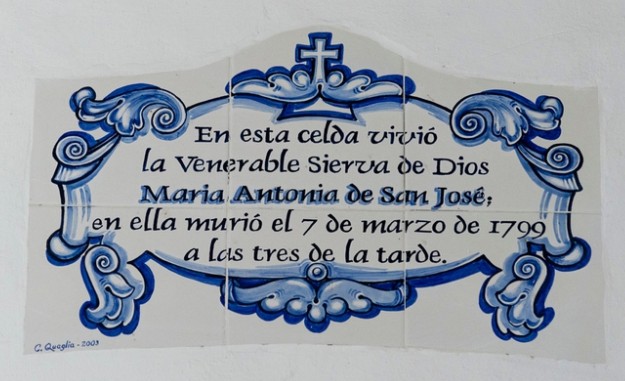 En esta celda vivió
la Venerable Sierva de Dios
Maria Antonia de San José;
en ella murió el 7 de marzo de 1799
a las tres de la tarde.
G. Quaglia - 2003